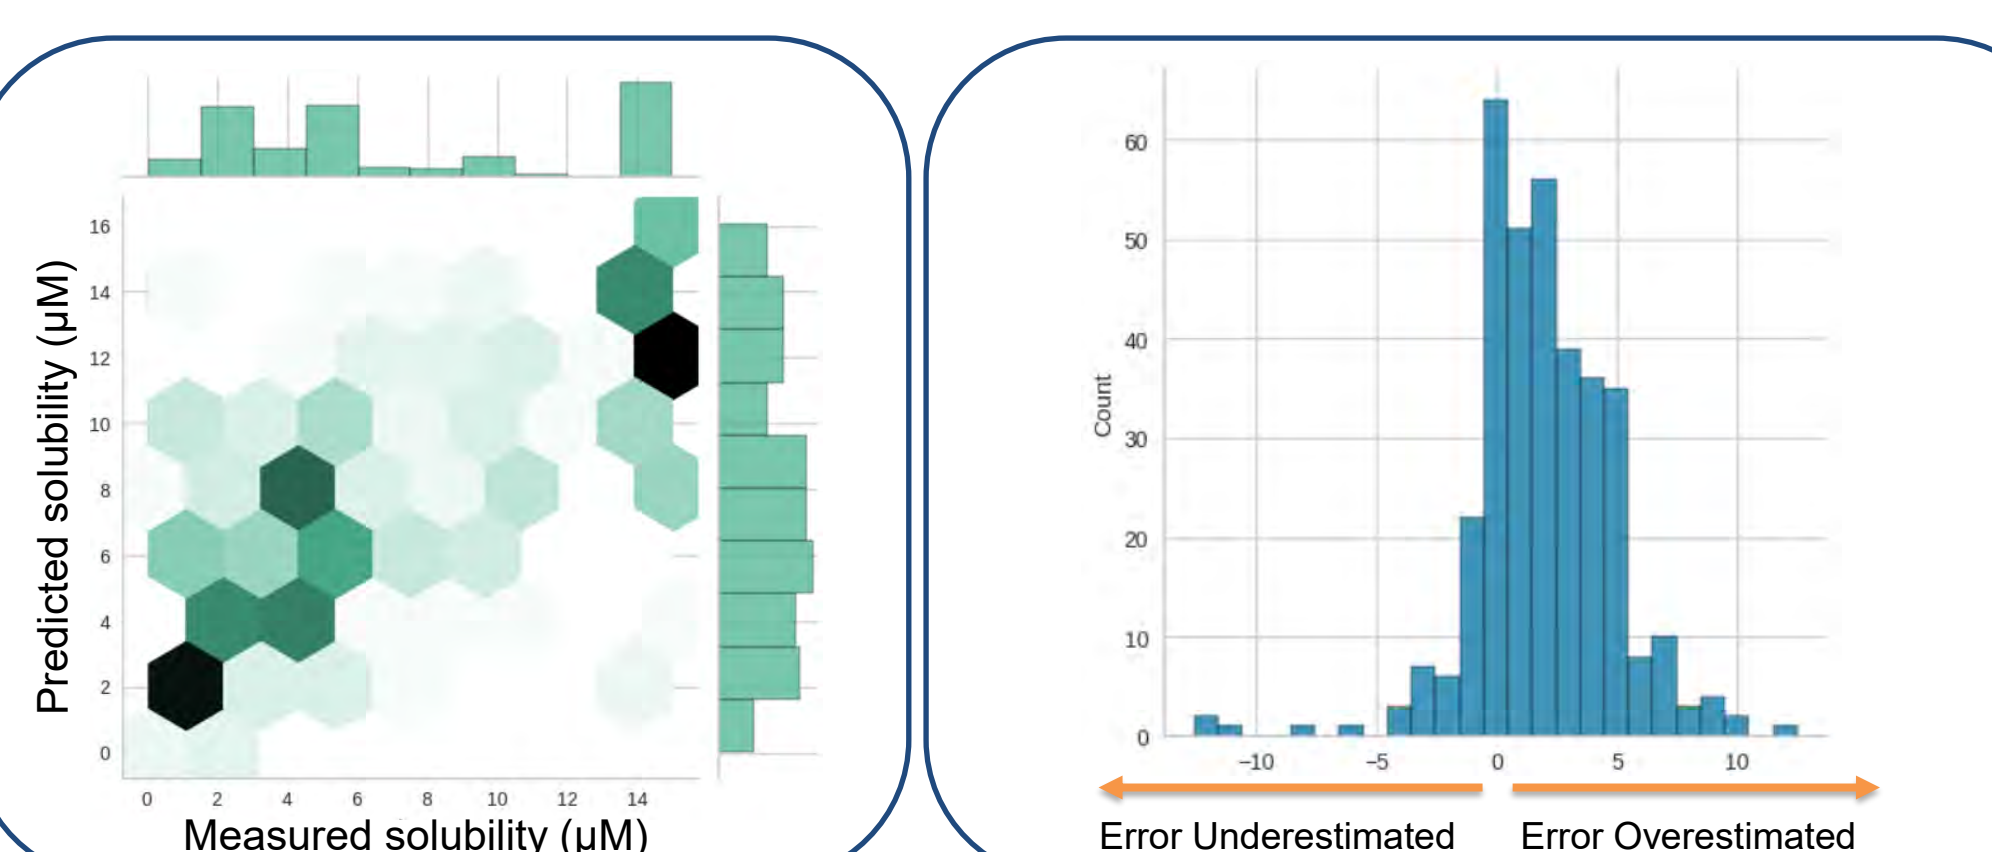 Predicted solubility (µM)
16
14
12
10
8
6
4
2
0
0 2 4 6 8 10 12 14
Measured solubility (µM)
Count
60
50
40
30
20
10
0
−10 −5 0 5 10
Error Underestimated Error Overestimated